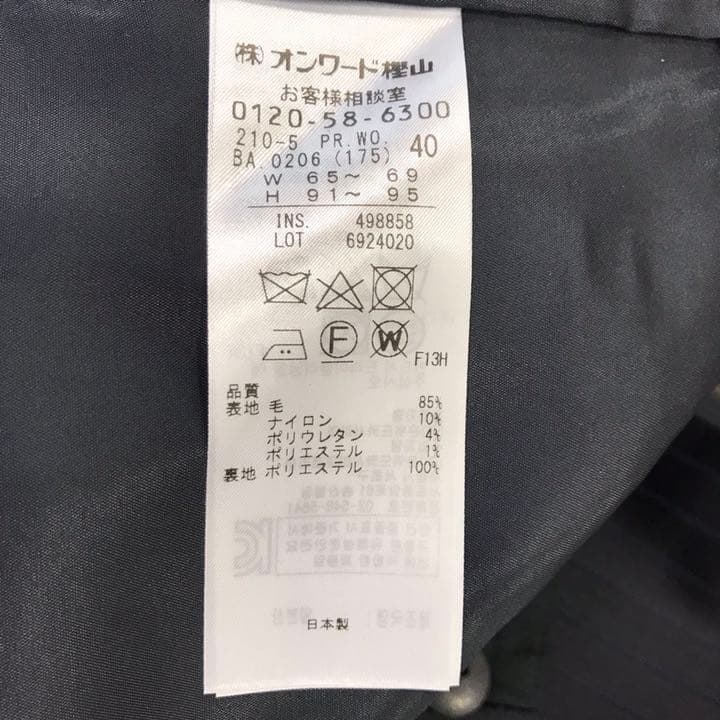 ㈱オンワード樫山
お客様相談室
0120-58-6300
210-5 PR.WO. 40
BA.0206 (175)
W 65～ 69
H 91～ 95
INS. 498858
LOT 6924020
F
W
F13H
品質
表地 毛 85%
ナイロン 10%
ポリウレタン 4%
ポリエステル 1%
裏地 ポリエステル 100%
日本製